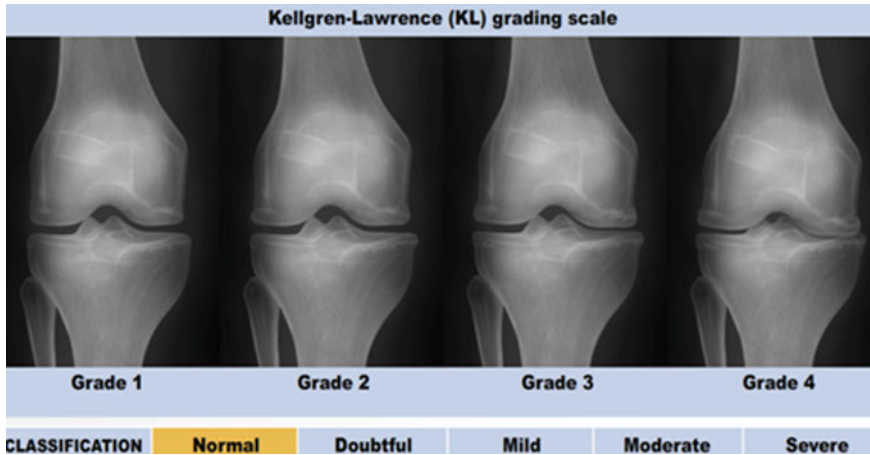 Kellgren-Lawrence (KL) grading scale
Grade 1 Grade 2 Grade 3 Grade 4
CLASSIFICATION Normal Doubtful Mild Moderate Severe